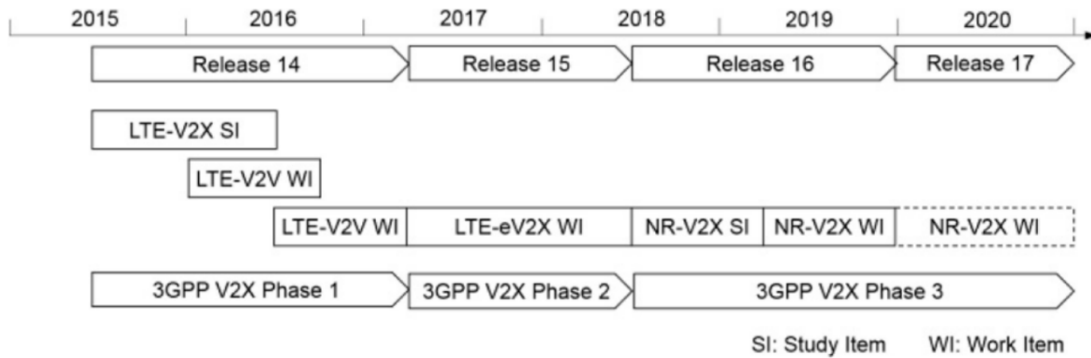 2015 2016 2017 2018 2019 2020
Release 14 Release 15 Release 16 Release 17
LTE-V2X SI
LTE-V2V WI
LTE-V2V WI LTE-eV2X WI NR-V2X SI NR-V2X WI NR-V2X WI
3GPP V2X Phase 1 3GPP V2X Phase 2 3GPP V2X Phase 3
SI: Study Item WI: Work Item